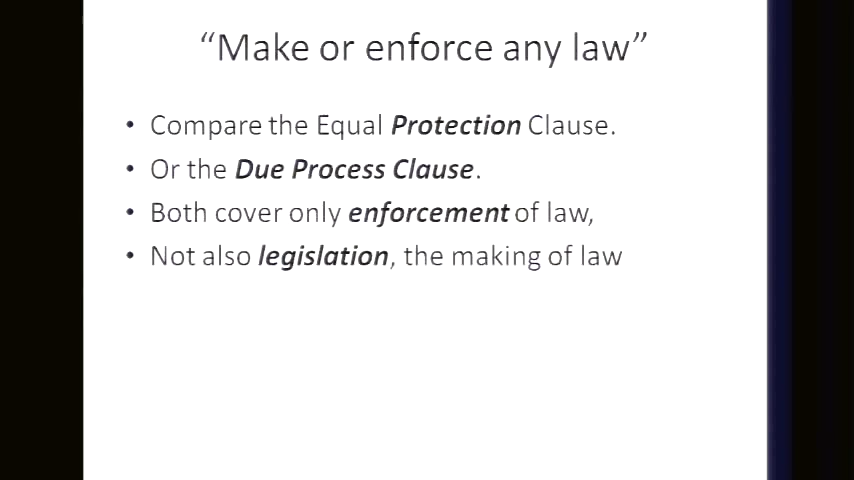 “Make or enforce any law”
• Compare the Equal Protection Clause.
• Or the Due Process Clause.
• Both cover only enforcement of law,
• Not also legislation, the making of law